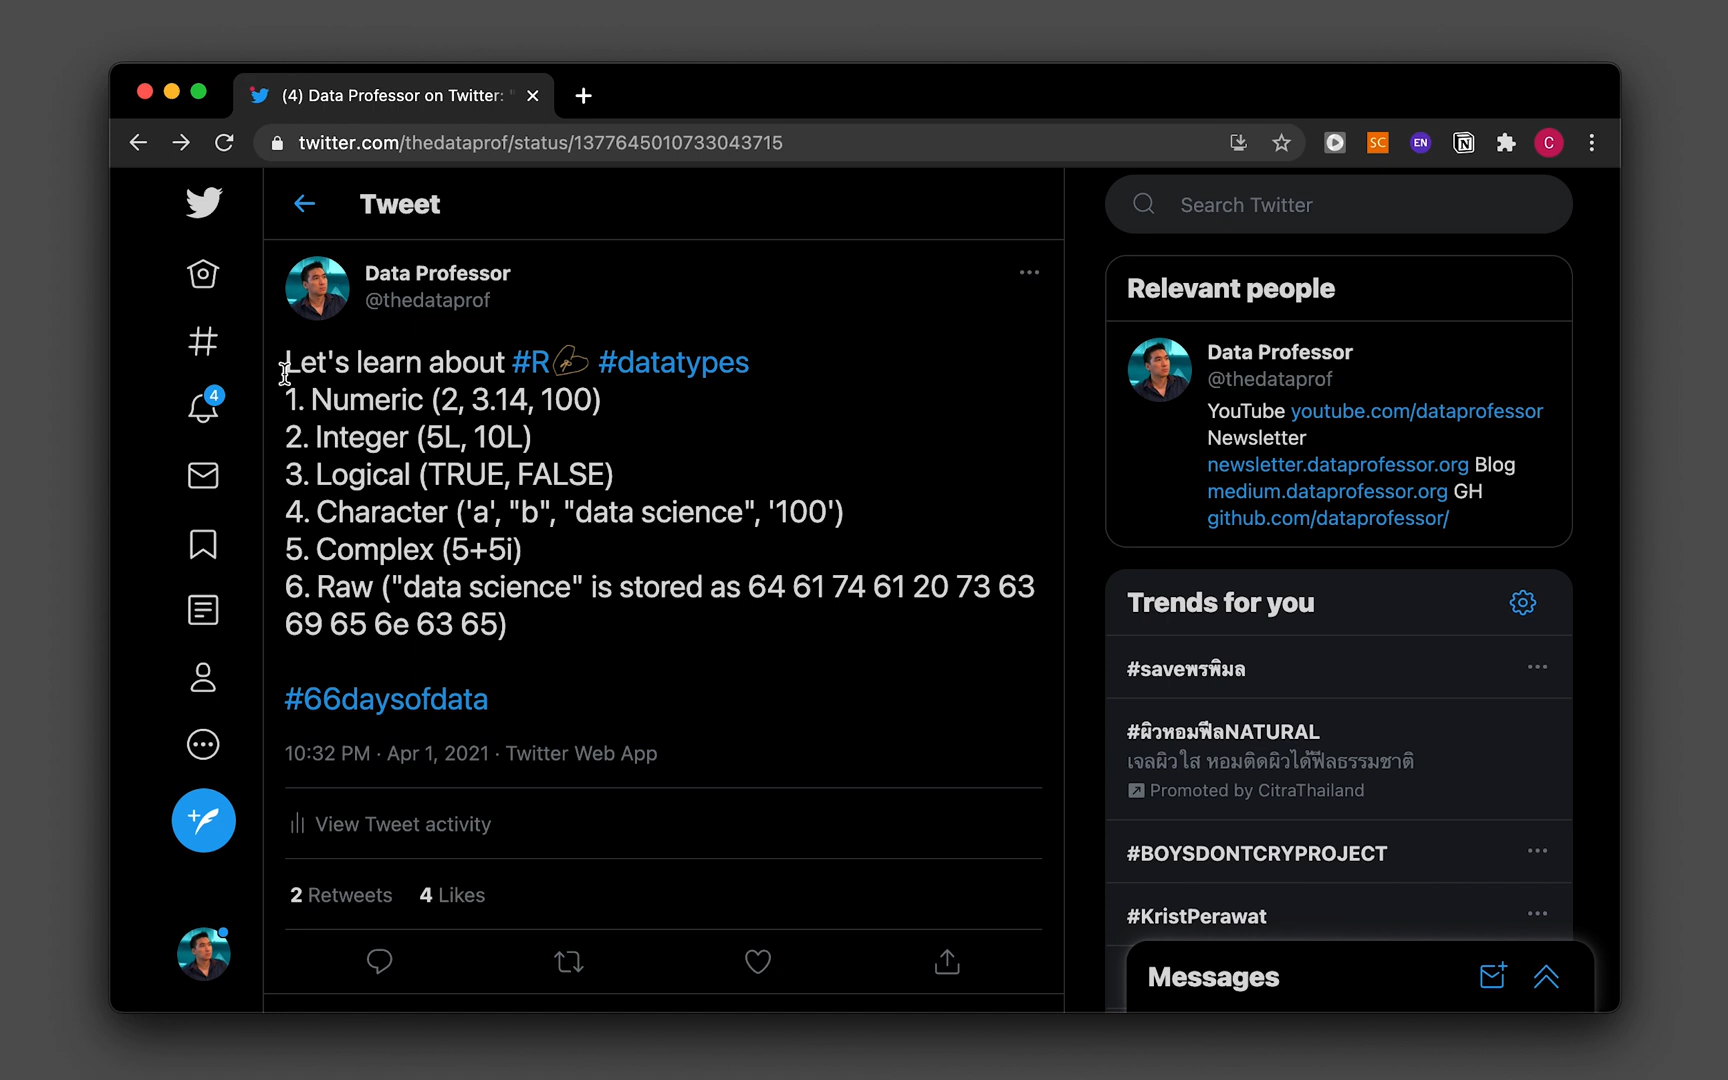 (4) Data Professor on Twitter: "
twitter.com/thedataprof/status/1377645010733043715
SC
EN
N
C
Tweet
Search Twitter
Data Professor
@thedataprof
Let's learn about #R #datatypes
1. Numeric (2, 3.14, 100)
2. Integer (5L, 10L)
3. Logical (TRUE, FALSE)
4. Character ('a', "b", "data science", '100')
5. Complex (5+5i)
6. Raw ("data science" is stored as 64 61 74 61 20 73 63
69 65 6e 63 65)
#66daysofdata
10:32 PM · Apr 1, 2021 · Twitter Web App
View Tweet activity
2 Retweets 4 Likes
4
Relevant people
Data Professor
@thedataprof
YouTube youtube.com/dataprofessor
Newsletter
newsletter.dataprofessor.org Blog
medium.dataprofessor.org GH
github.com/dataprofessor/
Trends for you
#saveพรพิมล
#ผิวหอมฟีลNATURAL
เจลผิวใส หอมติดผิวได้ฟีลธรรมชาติ
Promoted by CitraThailand
#BOYSDONTCRYPROJECT
#KristPerawat
Messages